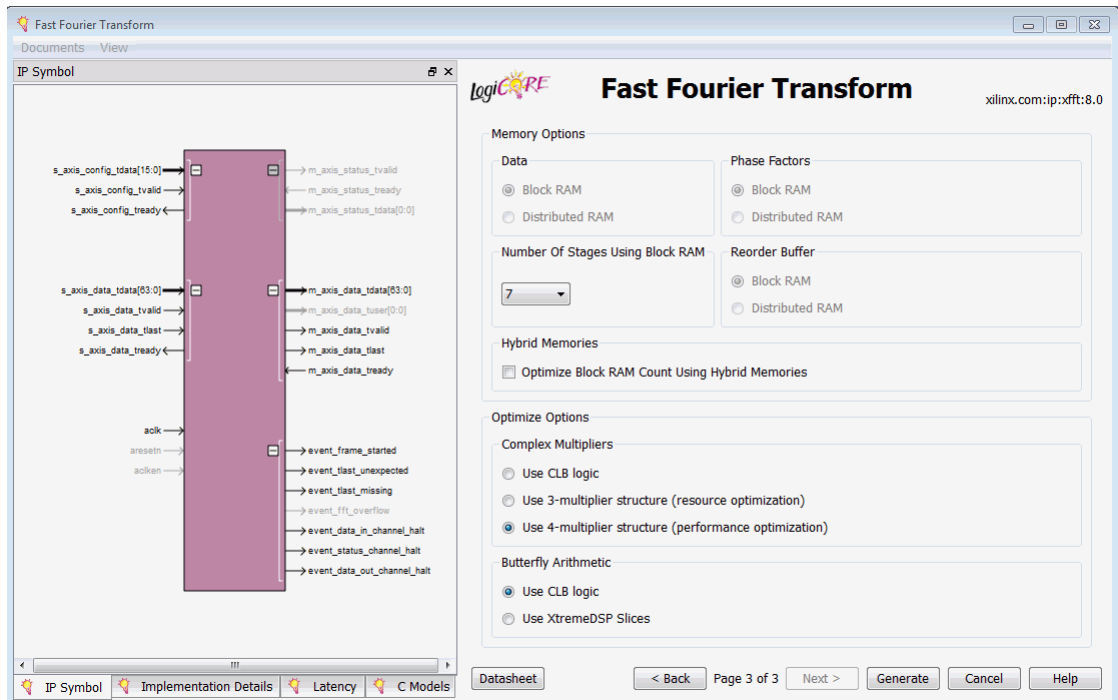 Fast Fourier Transform
Documents View
IP Symbol
s_axis_config_tdata[15:0]
s_axis_config_tvalid
s_axis_config_tready
m_axis_status_tvalid
m_axis_status_tready
m_axis_status_tdata[0:0]
s_axis_data_tdata[63:0]
s_axis_data_tvalid
s_axis_data_tlast
s_axis_data_tready
m_axis_data_tdata[63:0]
m_axis_data_tuser[0:0]
m_axis_data_tvalid
m_axis_data_tlast
m_axis_data_tready
aclk
aresetn
aclken
event_frame_started
event_tlast_unexpected
event_tlast_missing
event_fft_overflow
event_data_in_channel_halt
event_status_channel_halt
event_data_out_channel_halt
IP Symbol Implementation Details Latency C Models
LogiCORE
Fast Fourier Transform
xilinx.com:ip:xfft:8.0
Memory Options
Data
Block RAM
Distributed RAM
Phase Factors
Block RAM
Distributed RAM
Number Of Stages Using Block RAM
7
Reorder Buffer
Block RAM
Distributed RAM
Hybrid Memories
Optimize Block RAM Count Using Hybrid Memories
Optimize Options
Complex Multipliers
Use CLB logic
Use 3-multiplier structure (resource optimization)
Use 4-multiplier structure (performance optimization)
Butterfly Arithmetic
Use CLB logic
Use XtremeDSP Slices
Datasheet < Back Page 3 of 3 Next > Generate Cancel Help